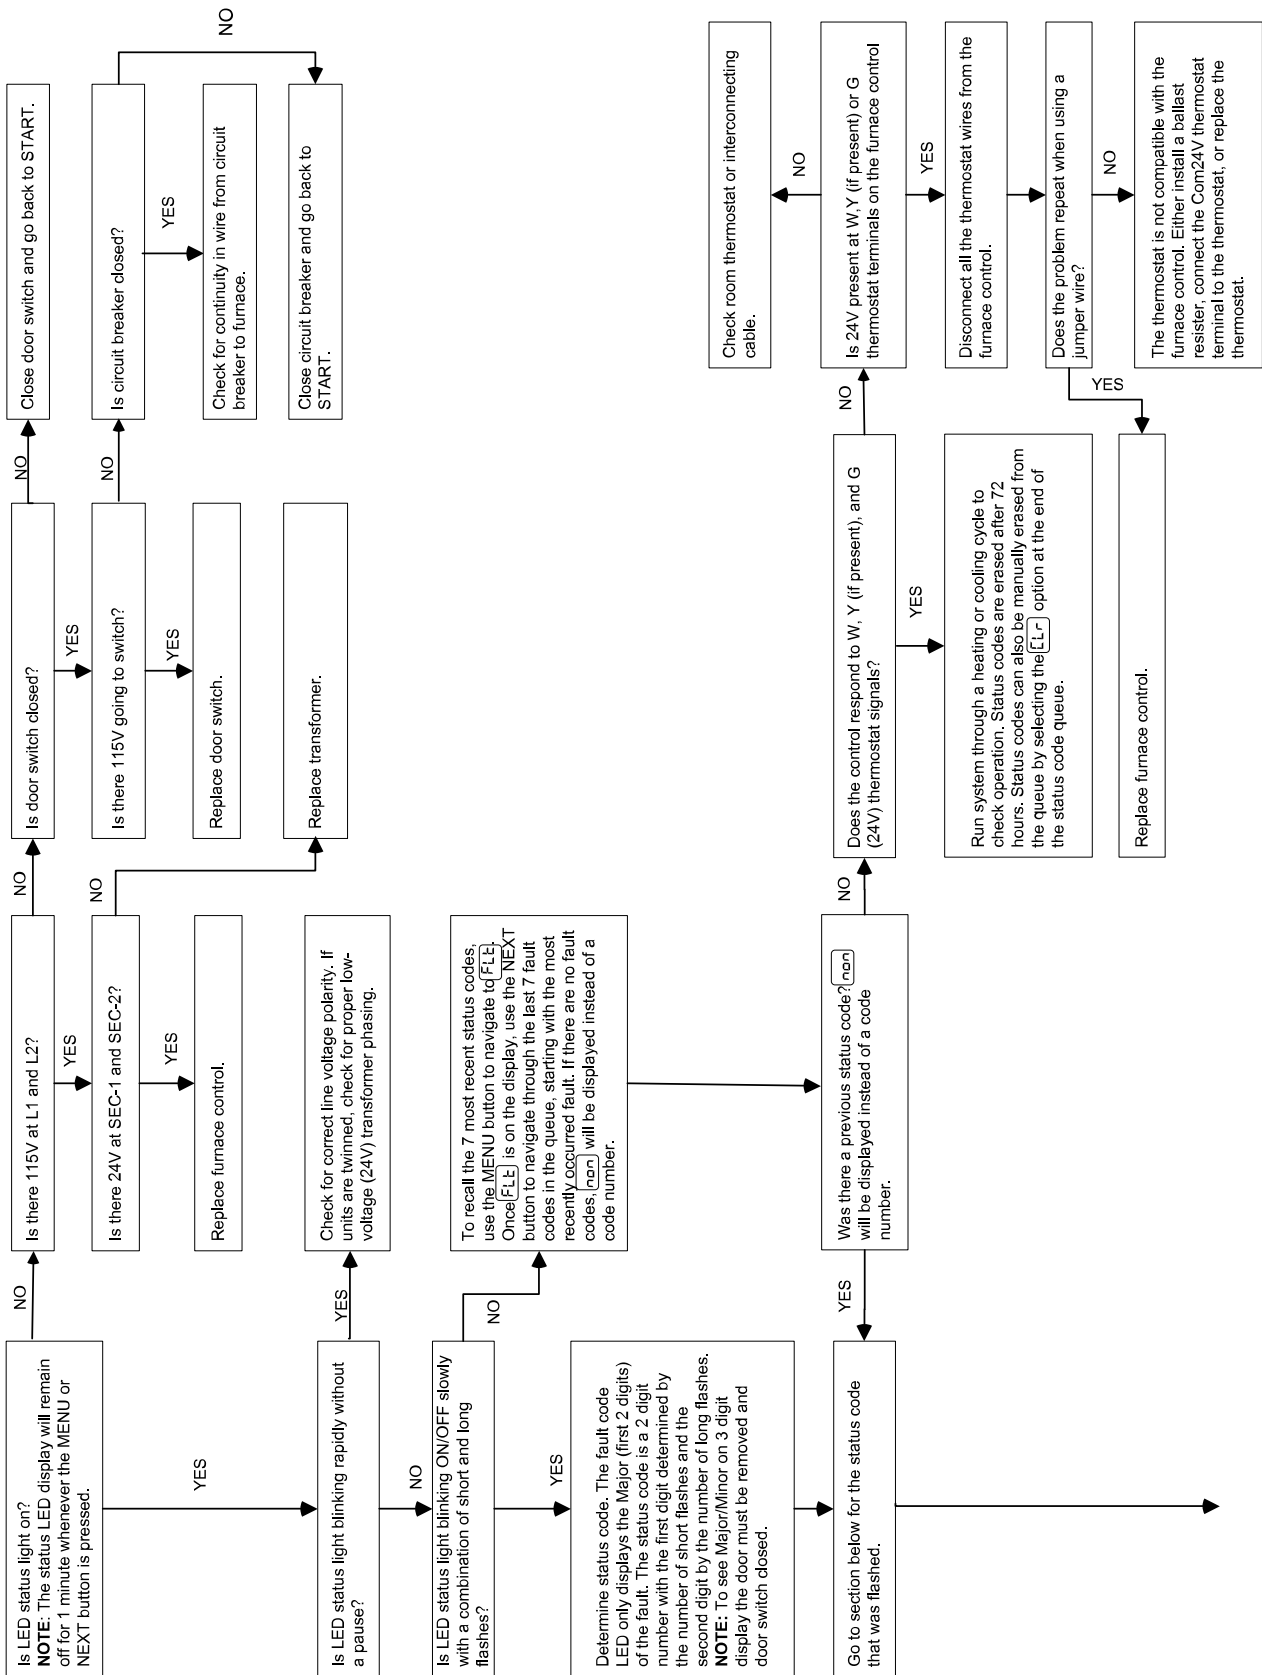 Is LED status light on?
NOTE: The status LED display will remain
off for 1 minute whenever the MENU or
NEXT button is pressed.
NO
YES
Is there 115V at L1 and L2?
NO
YES
Is door switch closed?
NO
YES
Close door switch and go back to START.
Is there 24V at SEC-1 and SEC-2?
NO
YES
Is there 115V going to switch?
NO
YES
Is circuit breaker closed?
NO
YES
Replace furnace control.
Replace door switch.
Check for continuity in wire from circuit
breaker to furnace.
Replace transformer.
Close circuit breaker and go back to
START.
Is LED status light blinking rapidly without
a pause?
YES
NO
Check for correct line voltage polarity. If
units are twinned, check for proper low-
voltage (24V) transformer phasing.
Is LED status light blinking ON/OFF slowly
with a combination of short and long
flashes?
NO
YES
To recall the 7 most recent status codes,
use the MENU button to navigate to FLt.
Once FLt is on the display, use the NEXT
button to navigate through the last 7 fault
codes in the queue, starting with the most
recently occurred fault. If there are no fault
codes, non will be displayed instead of a
code number.
Determine status code. The fault code
LED only displays the Major (first 2 digits)
of the fault. The status code is a 2 digit
number with the first digit determined by
the number of short flashes and the
second digit by the number of long flashes.
NOTE: To see Major/Minor on 3 digit
display the door must be removed and
door switch closed.
Go to section below for the status code
that was flashed.
YES
Was there a previous status code? non
will be displayed instead of a code
number.
NO
Does the control respond to W, Y (if present), and G
(24V) thermostat signals?
NO
YES
Run system through a heating or cooling cycle to
check operation. Status codes are erased after 72
hours. Status codes can also be manually erased from
the queue by selecting the CLr option at the end of
the status code queue.
Check room thermostat or interconnecting
cable.
NO
Is 24V present at W,Y (if present) or G
thermostat terminals on the furnace control
YES
Disconnect all the thermostat wires from the
furnace control.
Does the problem repeat when using a
jumper wire?
YES
NO
Replace furnace control.
The thermostat is not compatible with the
furnace control. Either install a ballast
resister, connect the Com24V thermostat
terminal to the thermostat, or replace the
thermostat.